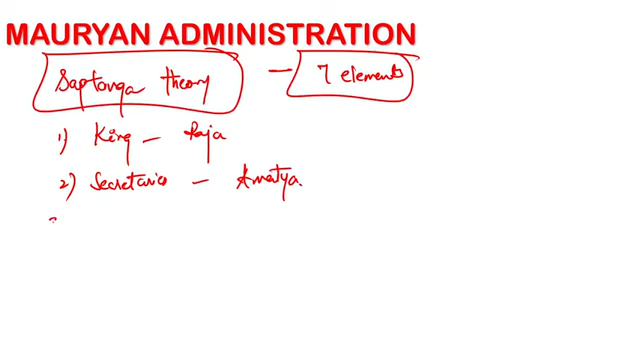 MAURYAN ADMINISTRATION
Saptanga theory – 7 elements
1) King – Raja
2) Secretaries – Amatya.